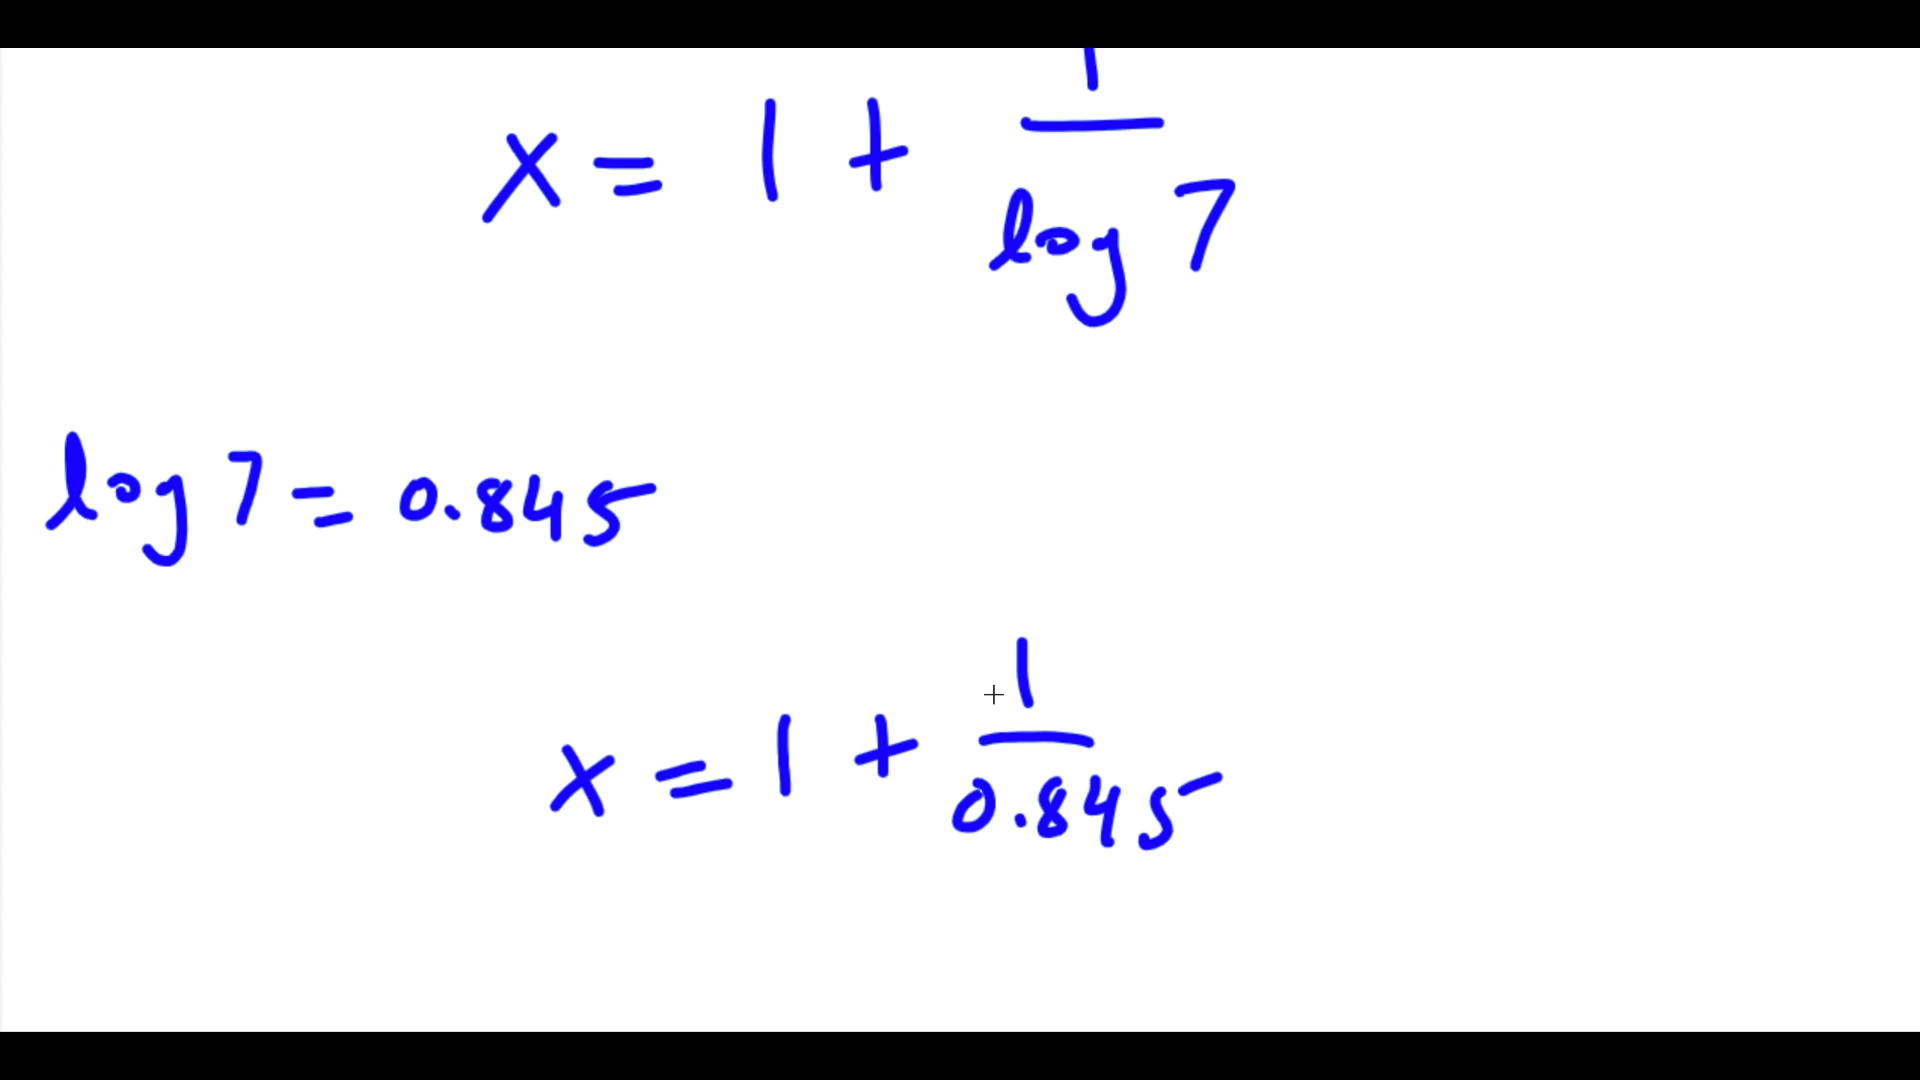 x = 1 + 1/log 7
log 7 = 0.845
x = 1 + 1/0.845